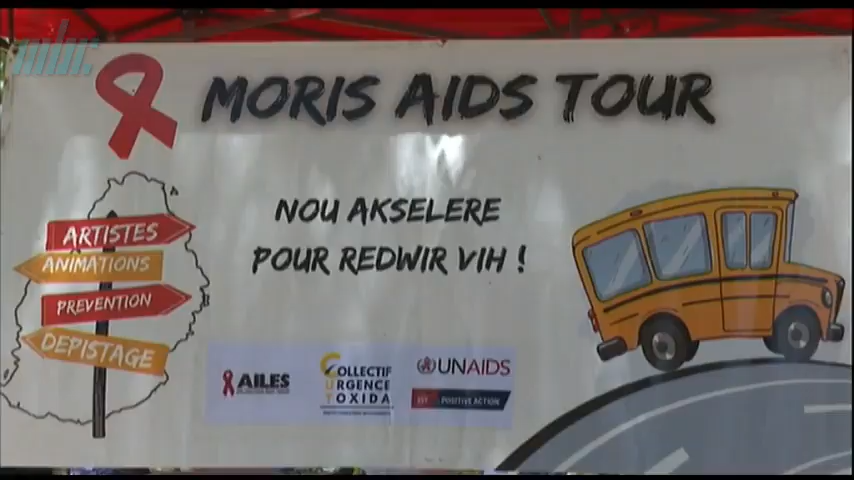 mbc
MORIS AIDS TOUR
NOU AKSELERE
POUR REDWIR VIH !
ARTISTES
ANIMATIONS
PREVENTION
DEPISTAGE
AILES
COLLECTIF
URGENCE
TOXIDA
UNAIDS
POSITIVE ACTION